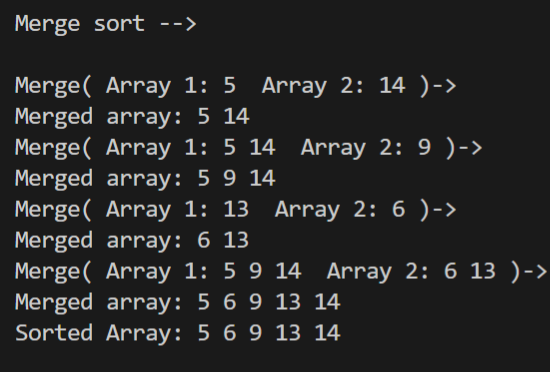 Merge sort -->
Merge( Array 1: 5  Array 2: 14 )->
Merged array: 5 14
Merge( Array 1: 5 14  Array 2: 9 )->
Merged array: 5 9 14
Merge( Array 1: 13  Array 2: 6 )->
Merged array: 6 13
Merge( Array 1: 5 9 14  Array 2: 6 13 )->
Merged array: 5 6 9 13 14
Sorted Array: 5 6 9 13 14